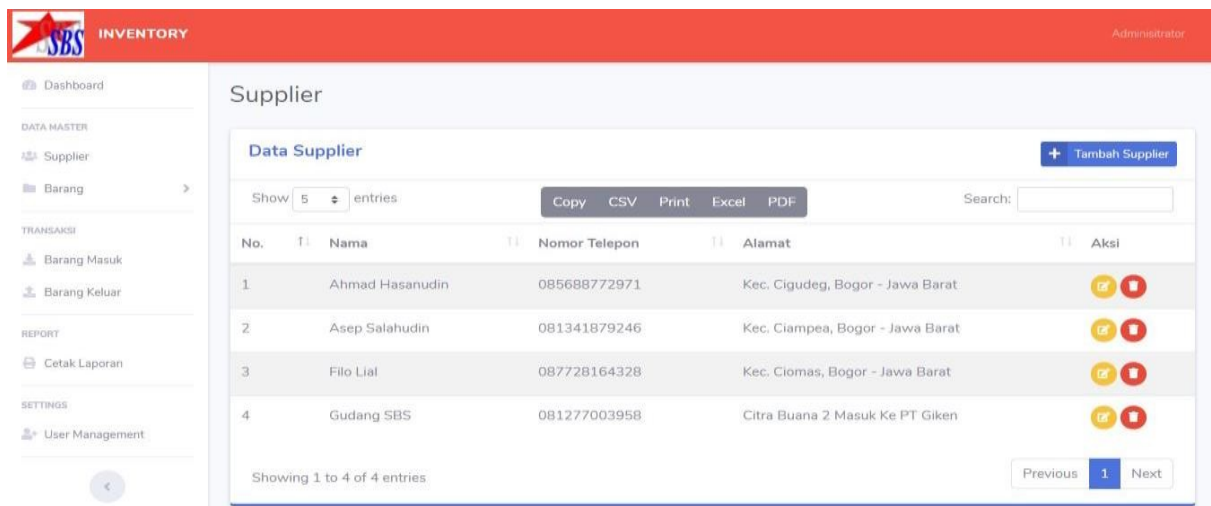 SBS INVENTORY Adminisitrator
Dashboard
Supplier
DATA MASTER
Supplier
Barang
TRANSAKSI
Barang Masuk
Barang Keluar
REPORT
Cetak Laporan
SETTINGS
User Management
Data Supplier + Tambah Supplier
Show 5 entries Copy CSV Print Excel PDF Search:
No. Nama Nomor Telepon Alamat Aksi
1 Ahmad Hasanudin 085688772971 Kec. Cigudeg, Bogor - Jawa Barat
2 Asep Salahudin 081341879246 Kec. Ciampea, Bogor - Jawa Barat
3 Filo Lial 087728164328 Kec. Ciomas, Bogor - Jawa Barat
4 Gudang SBS 081277003958 Citra Buana 2 Masuk Ke PT Giken
Showing 1 to 4 of 4 entries Previous 1 Next